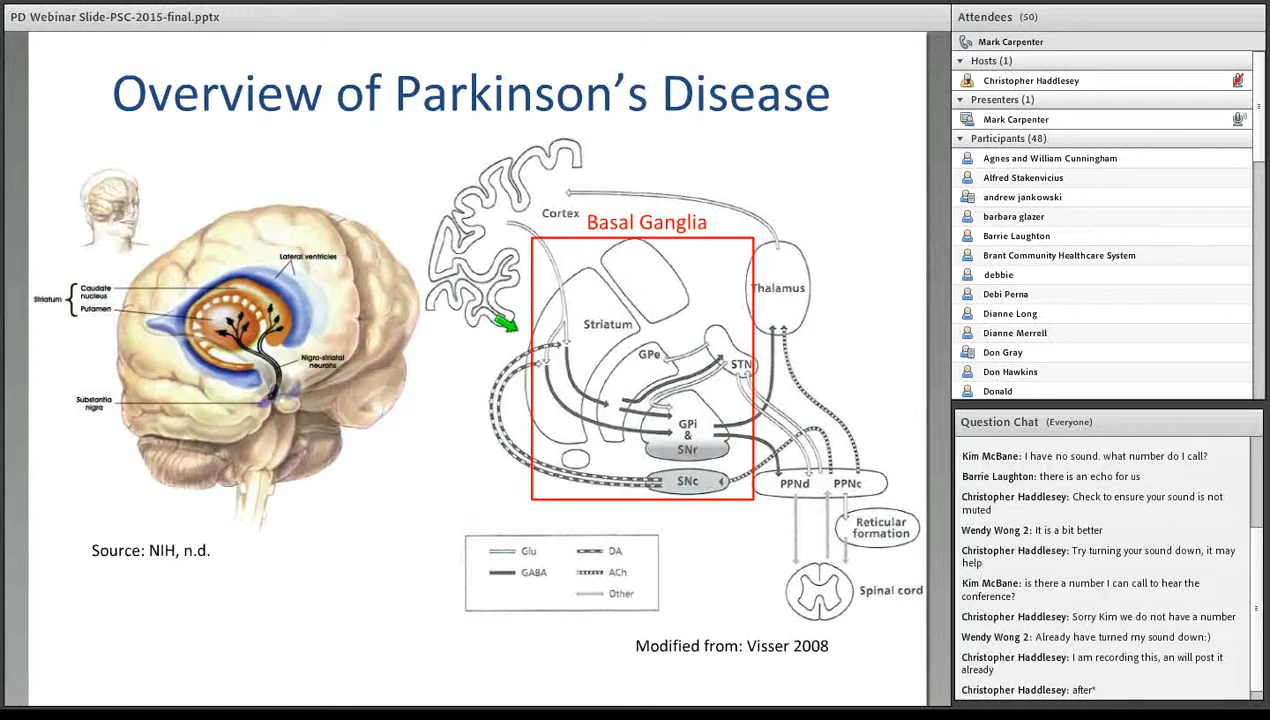 PD Webinar Slide-PSC-2015-final.pptx
Overview of Parkinson's Disease
Cortex
Basal Ganglia
Lateral ventricles
Striatum
Caudate
nucleus
Putamen
Nigro-striatal
neurons
Substantia
nigra
Thalamus
Striatum
GPe
STN
GPi
&
SNr
SNc
PPNd
PPNc
Reticular
formation
Spinal cord
Glu
DA
GABA
ACh
Other
Source: NIH, n.d.
Modified from: Visser 2008
Attendees (50)
Mark Carpenter
Hosts (1)
Christopher Haddlesey
Presenters (1)
Mark Carpenter
Participants (48)
Agnes and William Cunningham
Alfred Stakenvicius
andrew jankowski
barbara glazer
Barrie Laughton
Brant Community Healthcare System
debbie
Debi Perna
Dianne Long
Dianne Merrell
Don Gray
Don Hawkins
Donald
Question Chat (Everyone)
Kim McBane: I have no sound. what number do I call?
Barrie Laughton: there is an echo for us
Christopher Haddlesey: Check to ensure your sound is not
muted
Wendy Wong 2: It is a bit better
Christopher Haddlesey: Try turning your sound down, it may
help
Kim McBane: is there a number I can call to hear the
conference?
Christopher Haddlesey: Sorry Kim we do not have a number
Wendy Wong 2: Already have turned my sound down:)
Christopher Haddlesey: I am recording this, an will post it
already
Christopher Haddlesey: after*